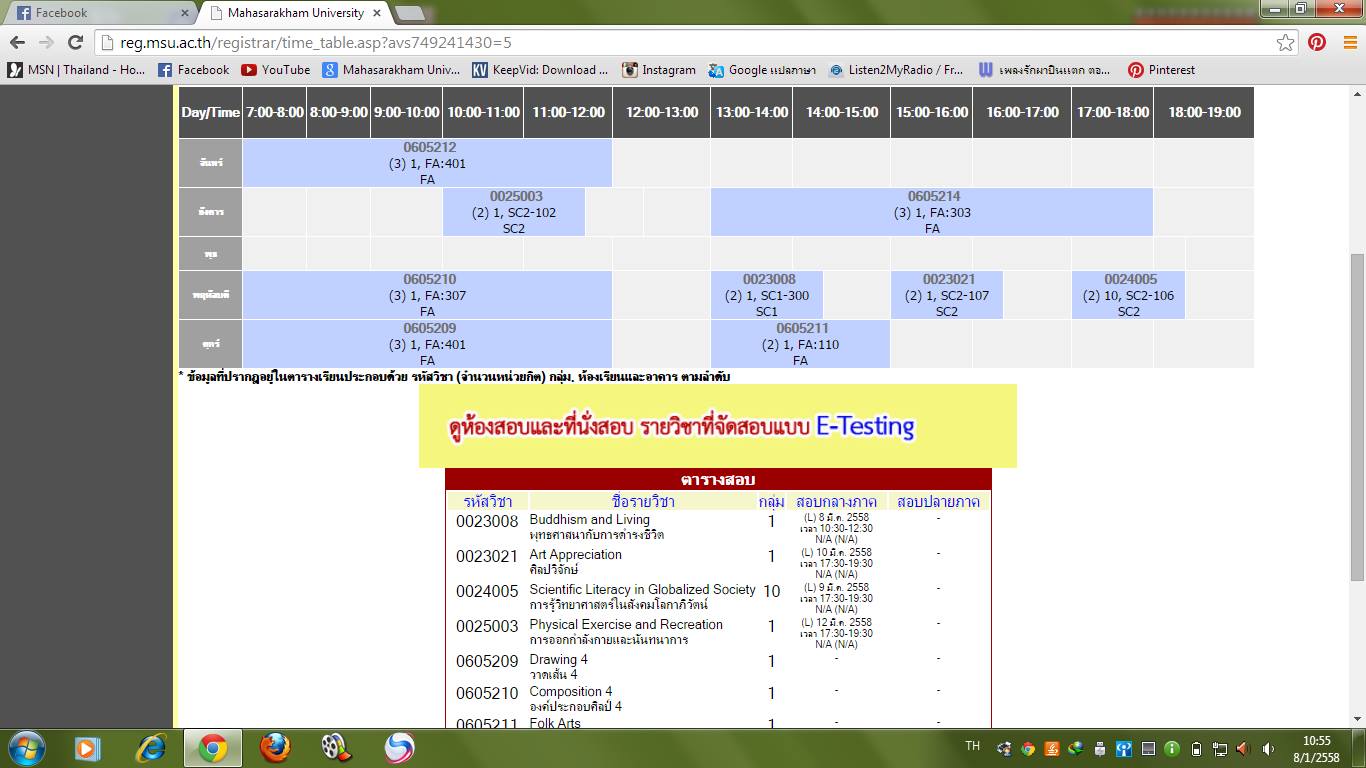 Facebook
Mahasarakham University
reg.msu.ac.th/registrar/time_table.asp?avs749241430=5
MSN | Thailand - Ho... Facebook YouTube Mahasarakham Univ... KeepVid: Download ... Instagram Google แปลภาษา Listen2MyRadio / Fr... เพลงรักผาปืนแตก ตอ... Pinterest
Day/Time 7:00-8:00 8:00-9:00 9:00-10:00 10:00-11:00 11:00-12:00 12:00-13:00 13:00-14:00 14:00-15:00 15:00-16:00 16:00-17:00 17:00-18:00 18:00-19:00
จันทร์
0605212
(3) 1, FA:401
FA
อังคาร
0025003
(2) 1, SC2-102
SC2
0605214
(3) 1, FA:303
FA
พุธ
พฤหัสบดี
0605210
(3) 1, FA:307
FA
0023008
(2) 1, SC1-300
SC1
0023021
(2) 1, SC2-107
SC2
0024005
(2) 10, SC2-106
SC2
ศุกร์
0605209
(3) 1, FA:401
FA
0605211
(2) 1, FA:110
FA
* ข้อมูลที่ปรากฎอยู่ในตารางเรียนประกอบด้วย รหัสวิชา (จำนวนหน่วยกิต) กลุ่ม, ห้องเรียนและอาคาร ตามลำดับ
ดูห้องสอบและที่นั่งสอบ รายวิชาที่จัดสอบแบบ E-Testing
ตารางสอบ
รหัสวิชา ชื่อรายวิชา กลุ่ม สอบกลางภาค สอบปลายภาค
0023008 Buddhism and Living 1 (L) 8 มี.ค. 2558 -
พุทธศาสนากับการดำรงชีวิต เวลา 10:30-12:30
N/A (N/A)
0023021 Art Appreciation 1 (L) 10 มี.ค. 2558 -
ศิลปวิจักษ์ เวลา 17:30-19:30
N/A (N/A)
0024005 Scientific Literacy in Globalized Society 10 (L) 9 มี.ค. 2558 -
การรู้วิทยาศาสตร์ในสังคมโลกาภิวัตน์ เวลา 17:30-19:30
N/A (N/A)
0025003 Physical Exercise and Recreation 1 (L) 12 มี.ค. 2558 -
การออกกำลังกายและนันทนาการ เวลา 17:30-19:30
N/A (N/A)
0605209 Drawing 4 1 - -
วาดเส้น 4
0605210 Composition 4 1 - -
องค์ประกอบศิลป์ 4
0605211 Folk Arts 1 - -
TH
10:55
8/1/2558